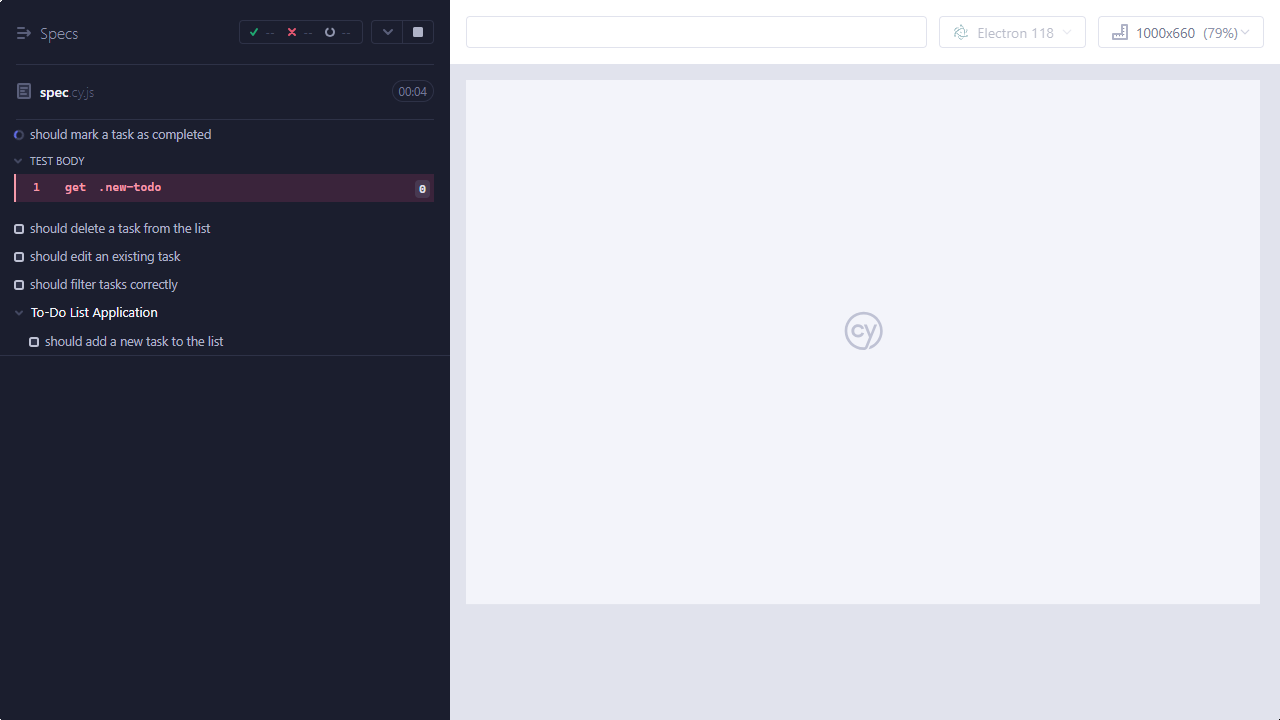 Specs -- -- --
Electron 118 1000x660 (79%)
spec.cy.js 00:04
should mark a task as completed
TEST BODY
1 get .new-todo 0
should delete a task from the list
should edit an existing task
should filter tasks correctly
To-Do List Application
should add a new task to the list
cy